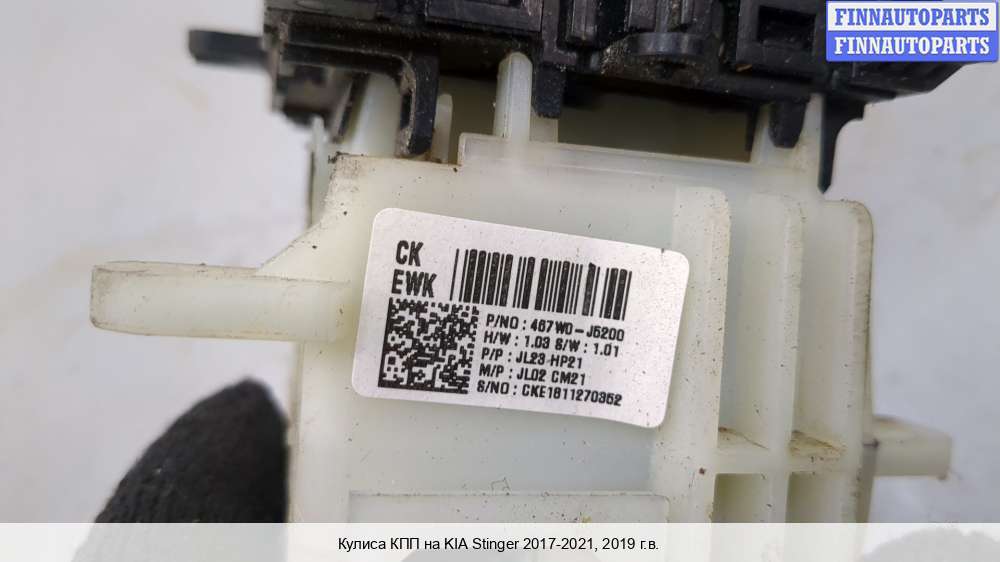 FINNAUTOPARTS
FINNAUTOPARTS
CK
EWK
P/NO : 467W0-J5200
H/W : 1.03 S/W : 1.01
P/P : JL23 HP21
M/P : JL02 CM21
S/NO : CKE1811270352
Кулиса КПП на KIA Stinger 2017-2021, 2019 г.в.